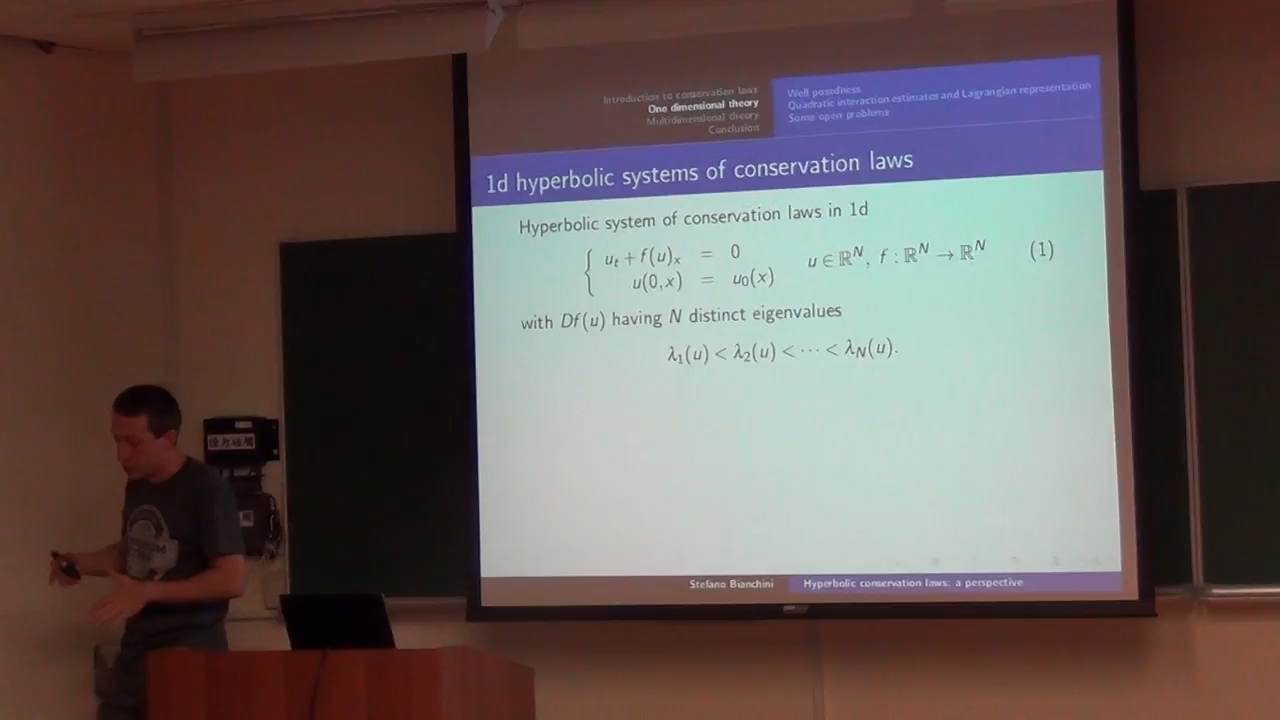 Introduction to conservation laws
One dimensional theory
Multidimensional theory
Conclusion
Well posedness
Quadratic interaction estimates and Lagrangian representation
Some open problems
1d hyperbolic systems of conservation laws
Hyperbolic system of conservation laws in 1d
{ u_t + f(u)_x = 0
u(0,x) = u_0(x)
u ∈ ℝ^N, f : ℝ^N → ℝ^N (1)
with Df(u) having N distinct eigenvalues
λ_1(u) < λ_2(u) < ··· < λ_N(u).
Stefano Bianchini Hyperbolic conservation laws: a perspective